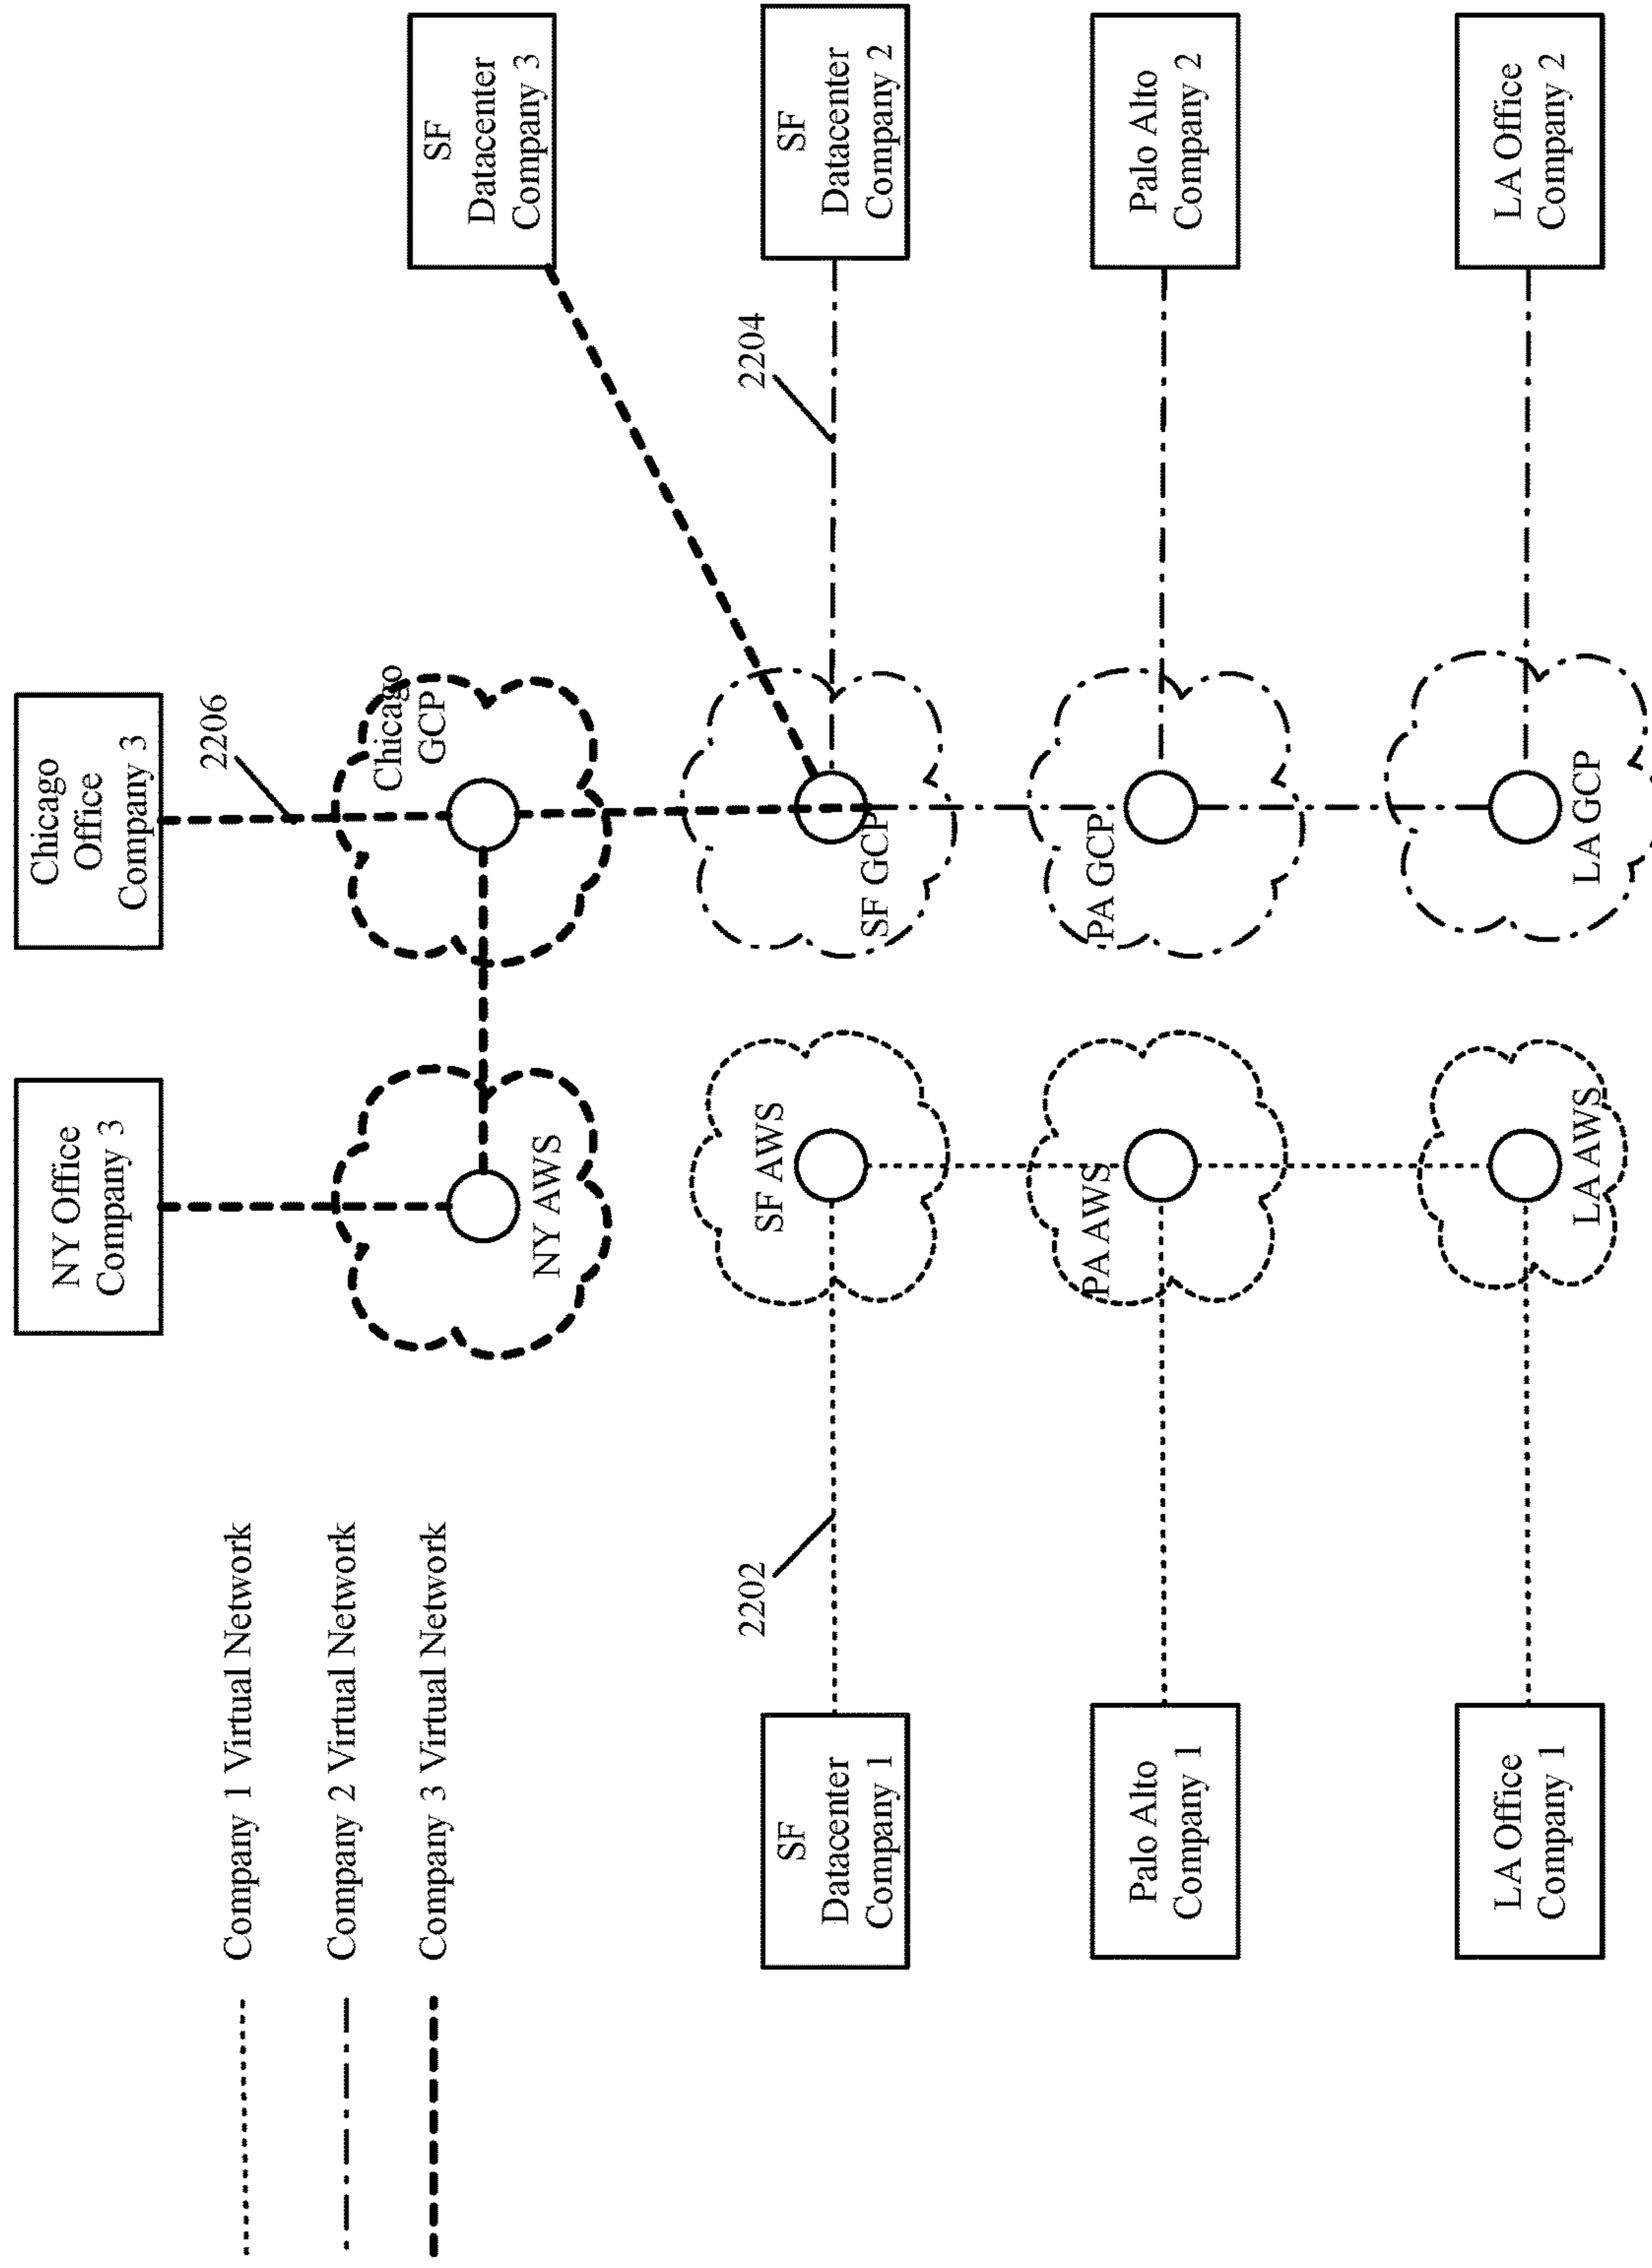 NY Office
Company 3
Chicago
Office
Company 3
2206
Company 1 Virtual Network
Company 2 Virtual Network
Company 3 Virtual Network
Chicago
GCP
NY AWS
SF
Datacenter
Company 3
SF
Datacenter
Company 1
2202
SF AWS
SF GCP
2204
SF
Datacenter
Company 2
Palo Alto
Company 1
PA AWS
PA GCP
Palo Alto
Company 2
LA Office
Company 1
LA AWS
LA GCP
LA Office
Company 2